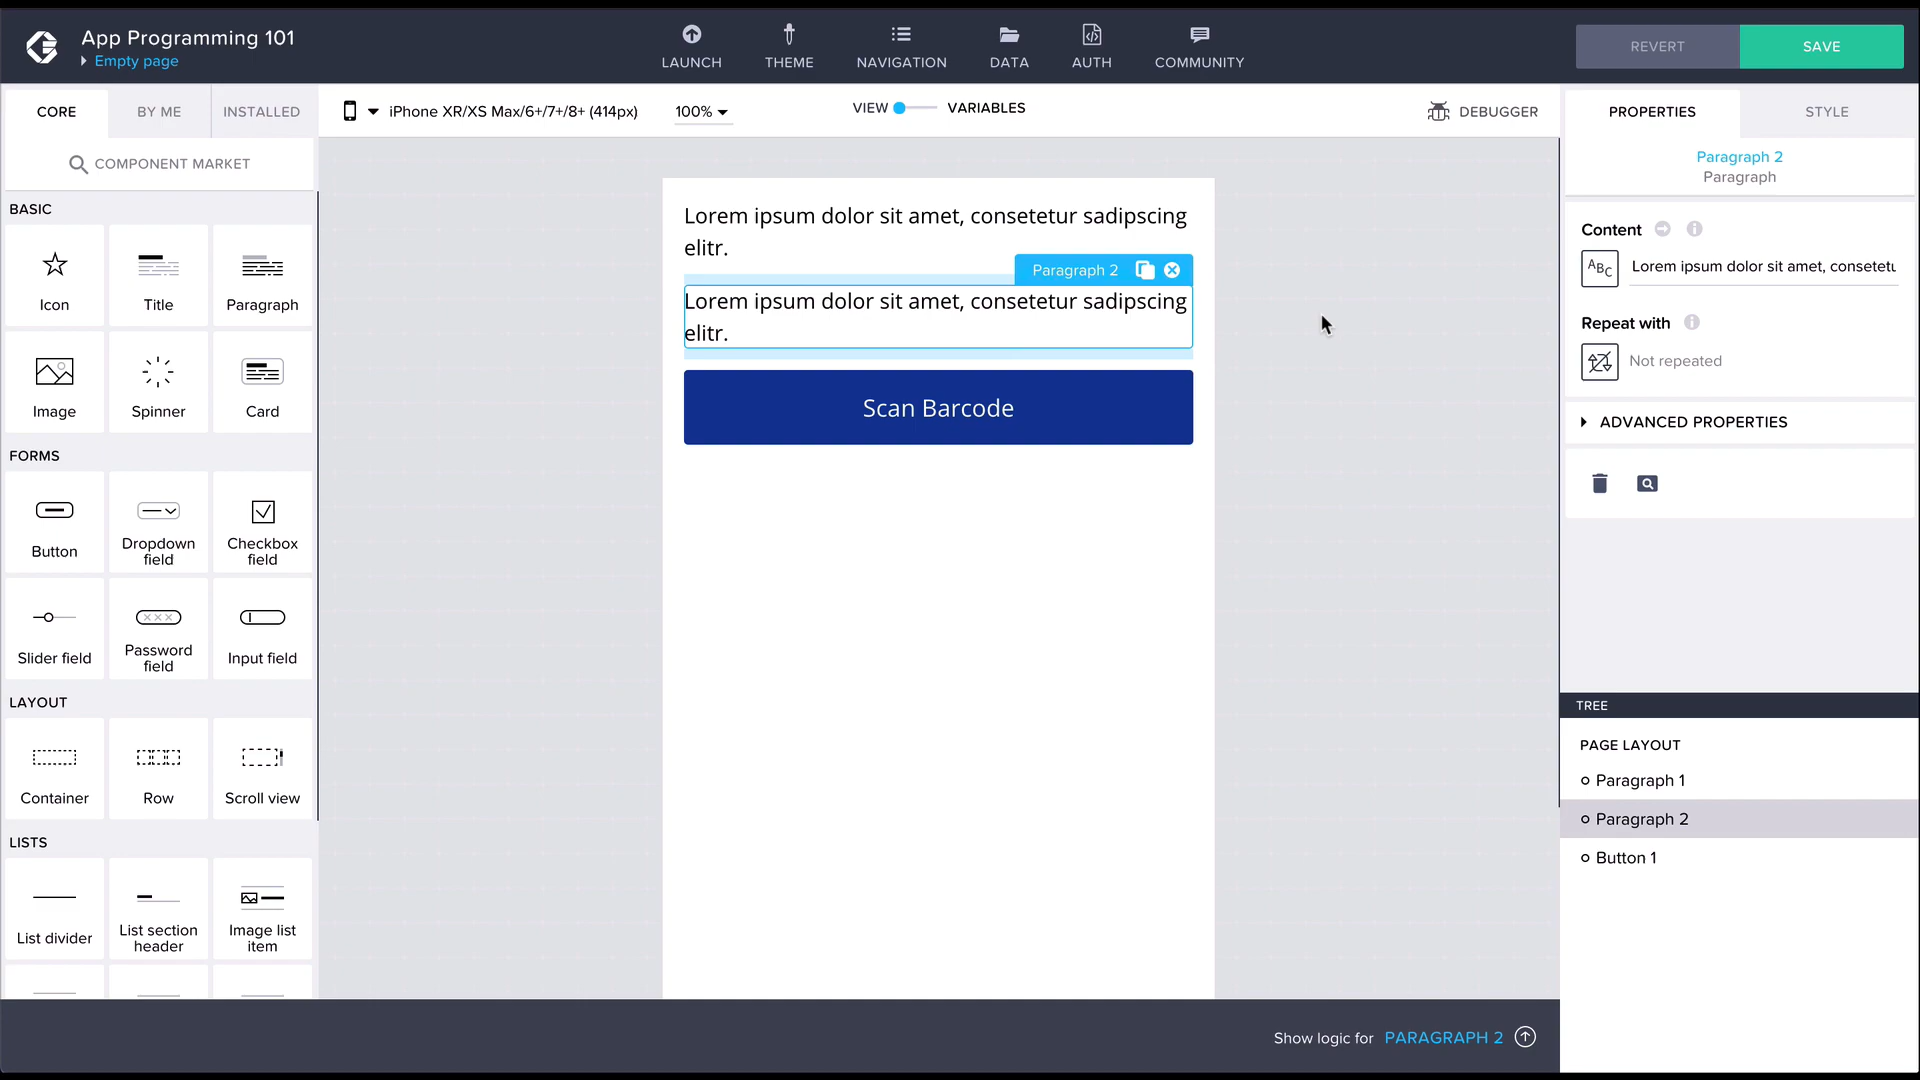 App Programming 101
Empty page
LAUNCH
THEME
NAVIGATION
DATA
AUTH
COMMUNITY
REVERT
SAVE
CORE
BY ME
INSTALLED
iPhone XR/XS Max/6+/7+/8+ (414px)
100%
VIEW
VARIABLES
DEBUGGER
PROPERTIES
STYLE
COMPONENT MARKET
BASIC
Icon
Title
Paragraph
Image
Spinner
Card
FORMS
Button
Dropdown
field
Checkbox
field
Slider field
Password
field
Input field
LAYOUT
Container
Row
Scroll view
LISTS
List divider
List section
header
Image list
item
Lorem ipsum dolor sit amet, consetetur sadipscing
elitr.
Paragraph 2
Lorem ipsum dolor sit amet, consetetur sadipscing
elitr.
Scan Barcode
Show logic for PARAGRAPH 2
Paragraph 2
Paragraph
Content
ABC
Lorem ipsum dolor sit amet, consetetu
Repeat with
Not repeated
ADVANCED PROPERTIES
TREE
PAGE LAYOUT
Paragraph 1
Paragraph 2
Button 1